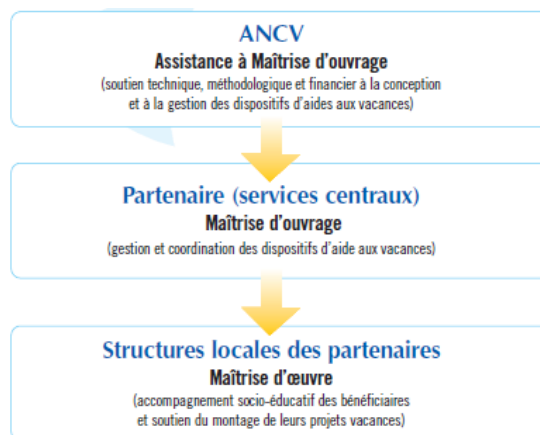 ANCV
Assistance à Maîtrise d'ouvrage
(soutien technique, méthodologique et financier à la conception
et à la gestion des dispositifs d'aides aux vacances)
Partenaire (services centraux)
Maîtrise d'ouvrage
(gestion et coordination des dispositifs d'aide aux vacances)
Structures locales des partenaires
Maîtrise d'œuvre
(accompagnement socio-éducatif des bénéficiaires
et soutien du montage de leurs projets vacances)